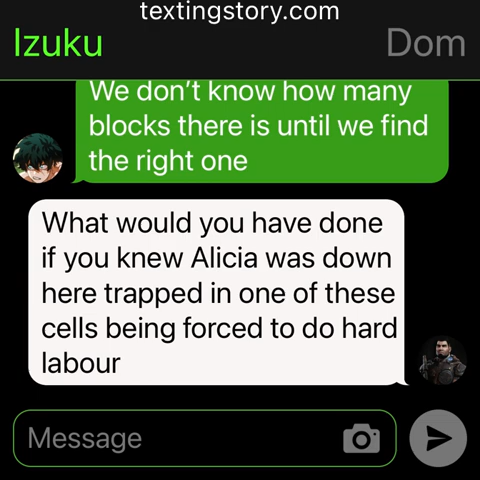 textingstory.com
Izuku
Dom
We don't know how many
blocks there is until we find
the right one
What would you have done
if you knew Alicia was down
here trapped in one of these
cells being forced to do hard
labour
Message